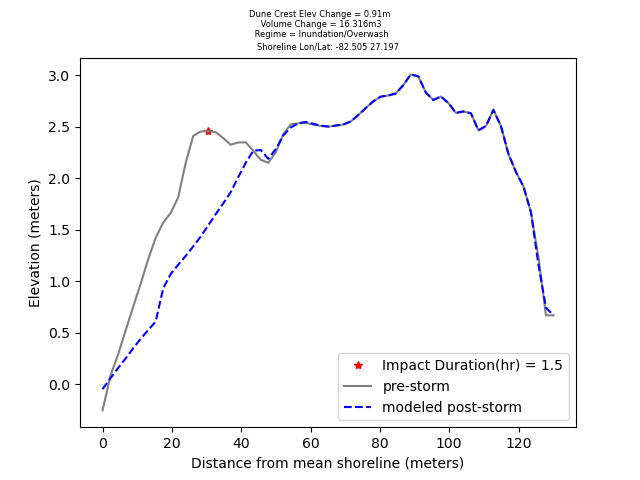 Dune Crest Elev Change = 0.91m
Volume Change = 16.316m3
Regime = Inundation/Overwash
Shoreline Lon/Lat: -82.505 27.197
3.0
2.5
2.0
1.5
1.0
0.5
0.0
Elevation (meters)
Impact Duration(hr) = 1.5
pre-storm
modeled post-storm
0 20 40 60 80 100 120
Distance from mean shoreline (meters)